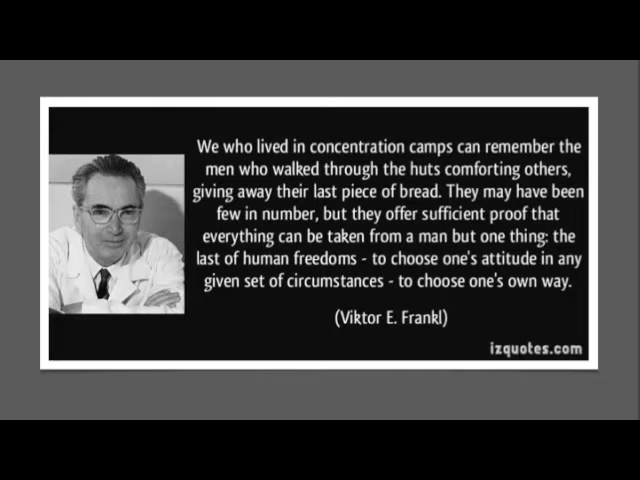 We who lived in concentration camps can remember the
men who walked through the huts comforting others,
giving away their last piece of bread. They may have been
few in number, but they offer sufficient proof that
everything can be taken from a man but one thing: the
last of human freedoms - to choose one's attitude in any
given set of circumstances - to choose one's own way.
(Viktor E. Frankl)
izquotes.com